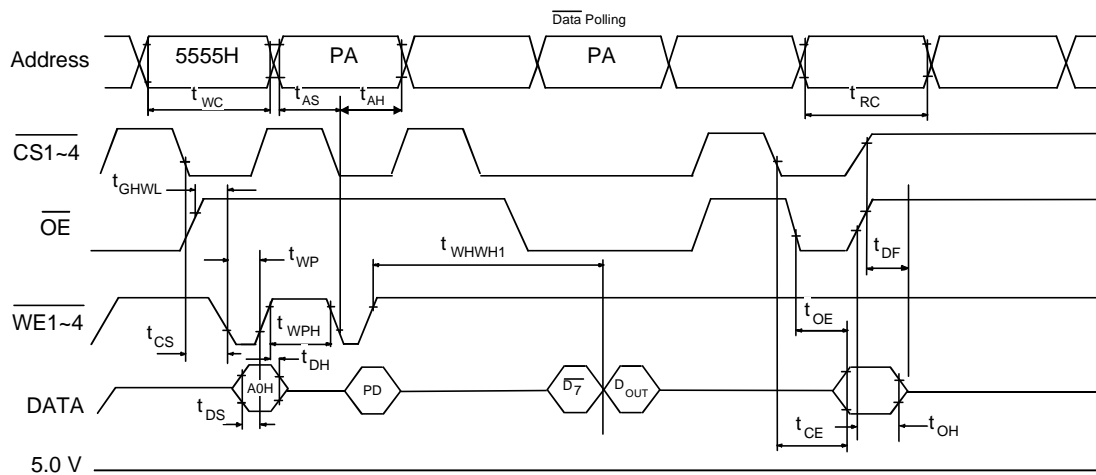 Data Polling
Address 5555H PA PA
tWC tAS tAH tRC
CS1~4
tGHWL
OE
tWP tWHWH1 tDF
WE1~4
tCS tWPH tOE
tDH
DATA A0H PD D7 DOUT
tDS tCE tOH
5.0 V